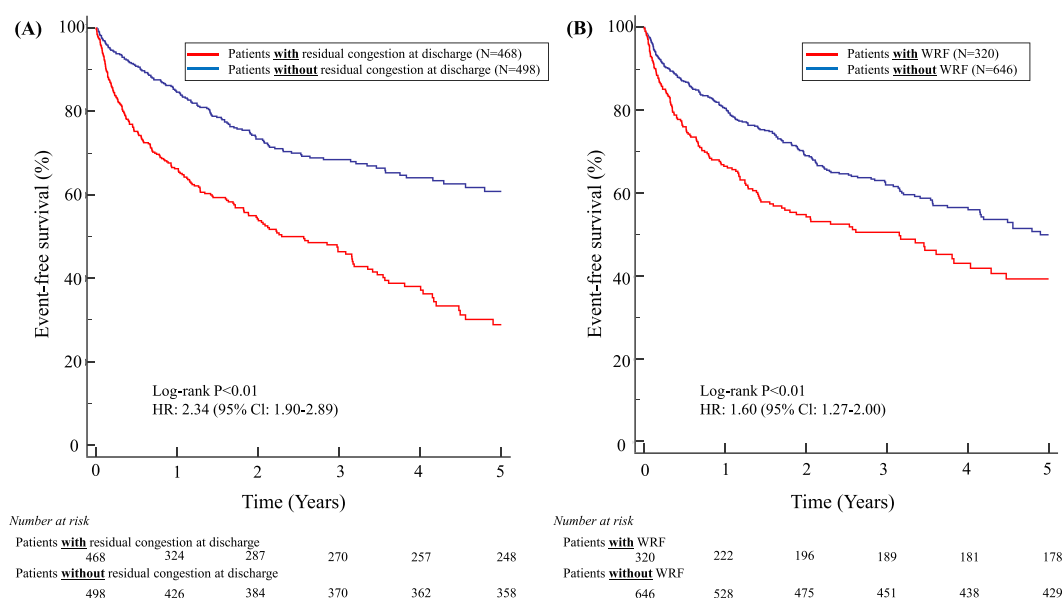 (A)
Patients with residual congestion at discharge (N=468)
Patients without residual congestion at discharge (N=498)
Event-free survival (%)
100
80
60
40
20
0
Log-rank P<0.01
HR: 2.34 (95% Cl: 1.90-2.89)
0 1 2 3 4 5
Time (Years)
Number at risk
Patients with residual congestion at discharge
468 324 287 270 257 248
Patients without residual congestion at discharge
498 426 384 370 362 358
(B)
Patients with WRF (N=320)
Patients without WRF (N=646)
Event-free survival (%)
100
80
60
40
20
0
Log-rank P<0.01
HR: 1.60 (95% Cl: 1.27-2.00)
0 1 2 3 4 5
Time (Years)
Number at risk
Patients with WRF
320 222 196 189 181 178
Patients without WRF
646 528 475 451 438 429